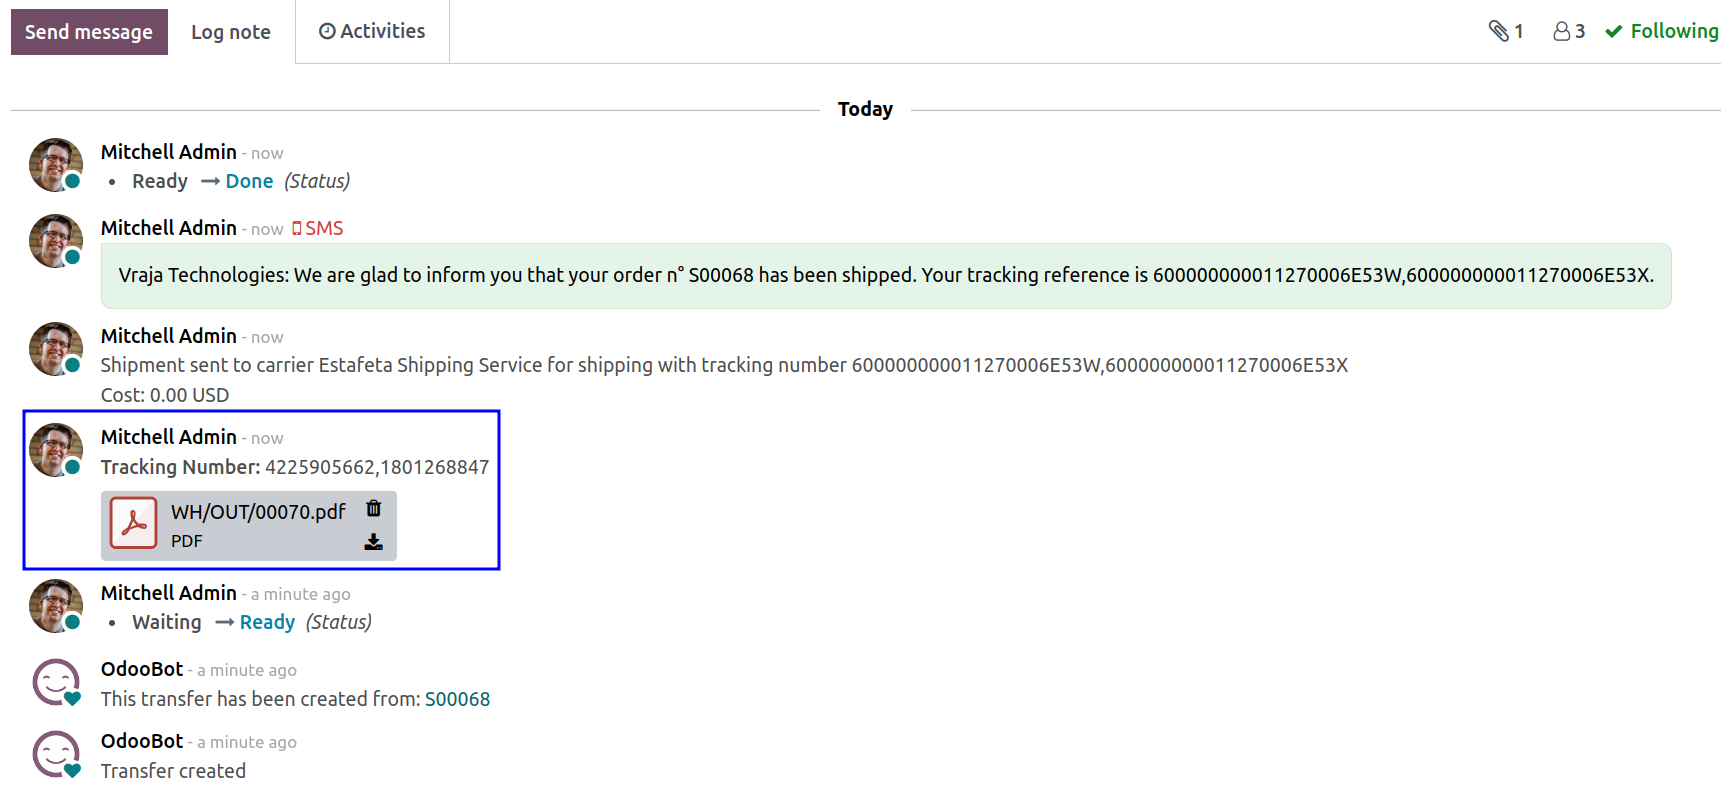 Send message Log note Activities 1 3 Following
Today
Mitchell Admin - now
• Ready → Done (Status)
Mitchell Admin - now SMS
Vraja Technologies: We are glad to inform you that your order n° S00068 has been shipped. Your tracking reference is 600000000011270006E53W,600000000011270006E53X.
Mitchell Admin - now
Shipment sent to carrier Estafeta Shipping Service for shipping with tracking number 600000000011270006E53W,600000000011270006E53X
Cost: 0.00 USD
Mitchell Admin - now
Tracking Number: 4225905662,1801268847
WH/OUT/00070.pdf
PDF
Mitchell Admin - a minute ago
• Waiting → Ready (Status)
OdooBot - a minute ago
This transfer has been created from: S00068
OdooBot - a minute ago
Transfer created